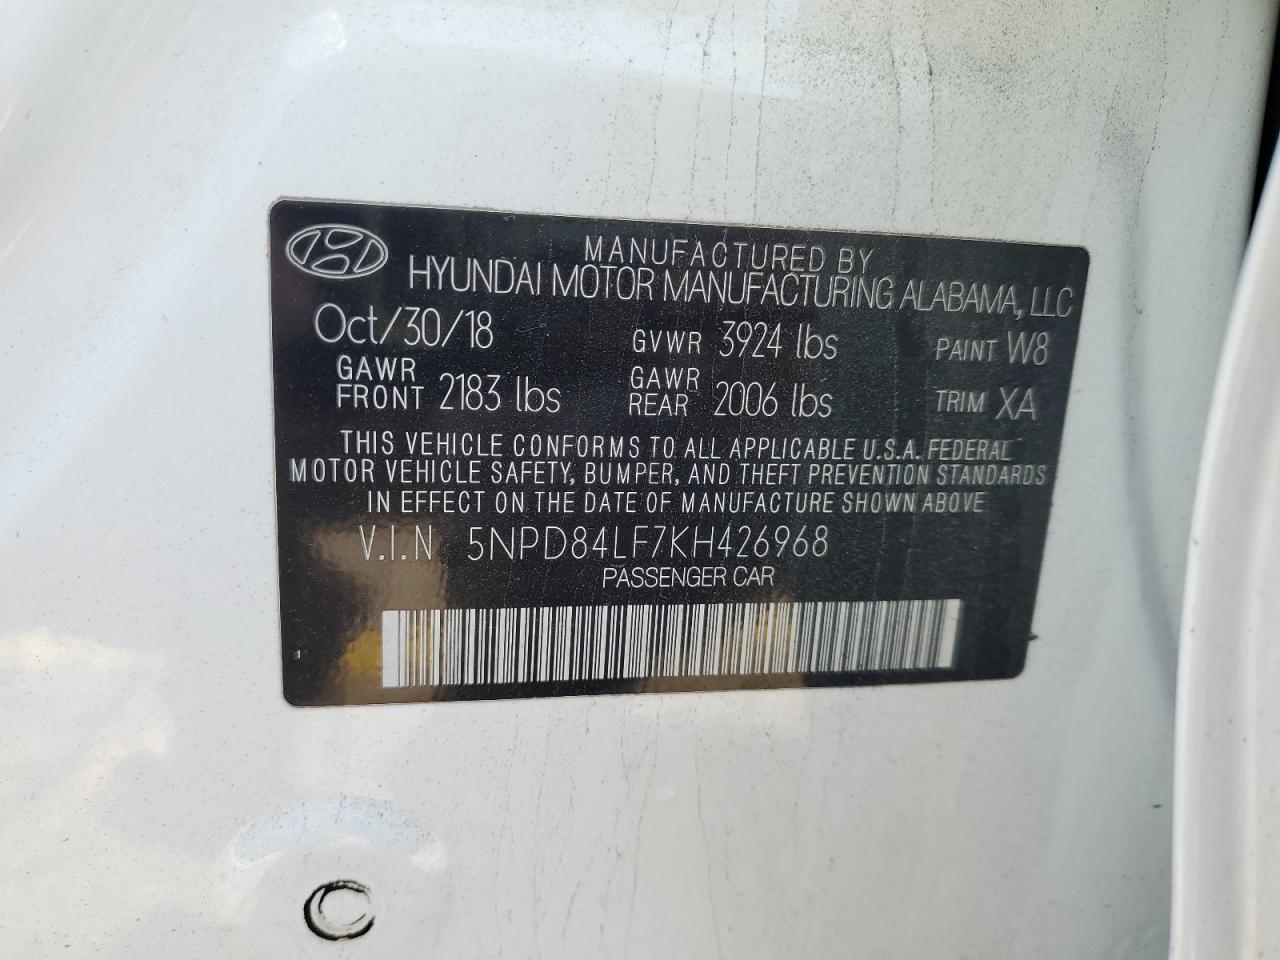 MANUFACTURED BY
HYUNDAI MOTOR MANUFACTURING ALABAMA, LLC
Oct/30/18 GVWR 3924 lbs PAINT W8
GAWR FRONT 2183 lbs GAWR REAR 2006 lbs TRIM XA
THIS VEHICLE CONFORMS TO ALL APPLICABLE U.S.A. FEDERAL
MOTOR VEHICLE SAFETY, BUMPER, AND THEFT PREVENTION STANDARDS
IN EFFECT ON THE DATE OF MANUFACTURE SHOWN ABOVE
V.I.N 5NPD84LF7KH426968
PASSENGER CAR